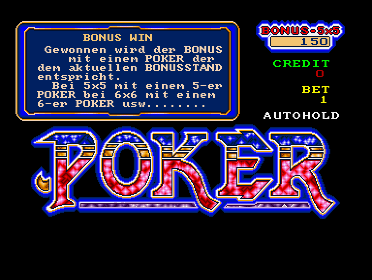 BONUS WIN
Gewonnen wird der BONUS
mit einem POKER der
dem aktuellen BONUSSTAND
entspricht.
Bei 5x5 mit einem 5-er
POKER bei 6x6 mit einem
6-er POKER usw........
BONUS-5x5
150
CREDIT
0
BET
1
AUTOHOLD
POKER